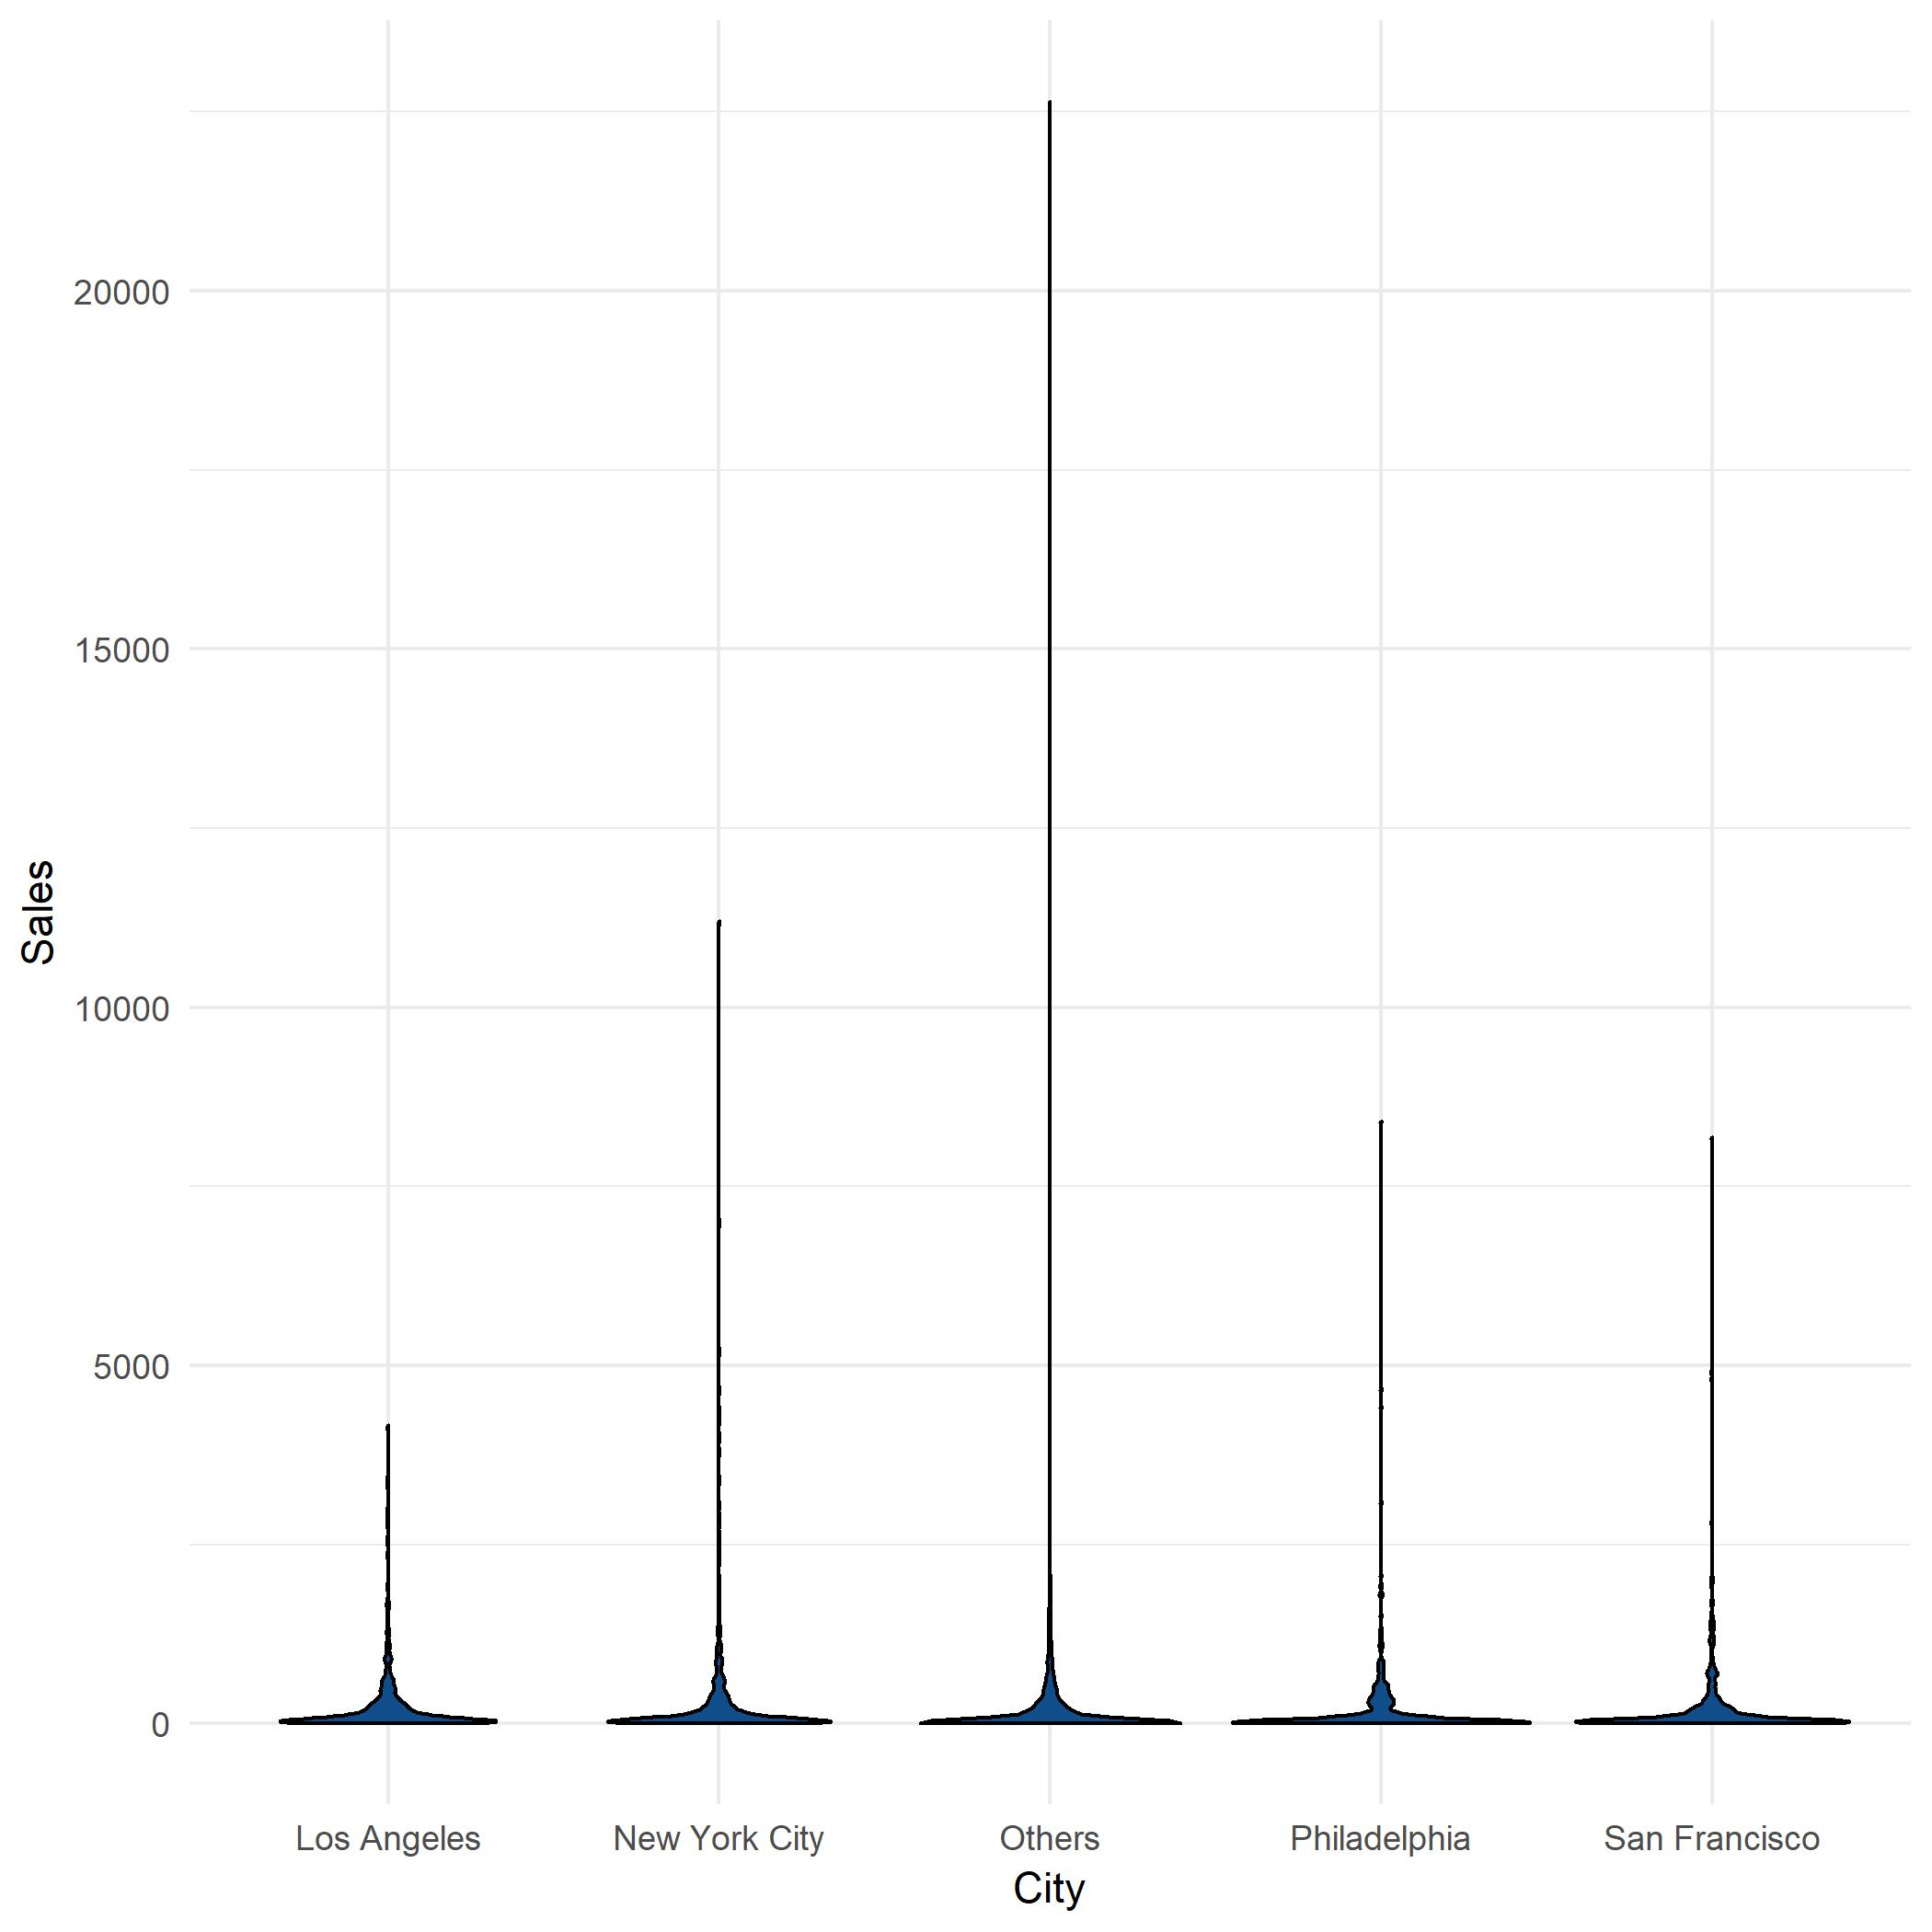 20000
15000
10000
5000
0
Sales
Los Angeles
New York City
Others
Philadelphia
San Francisco
City